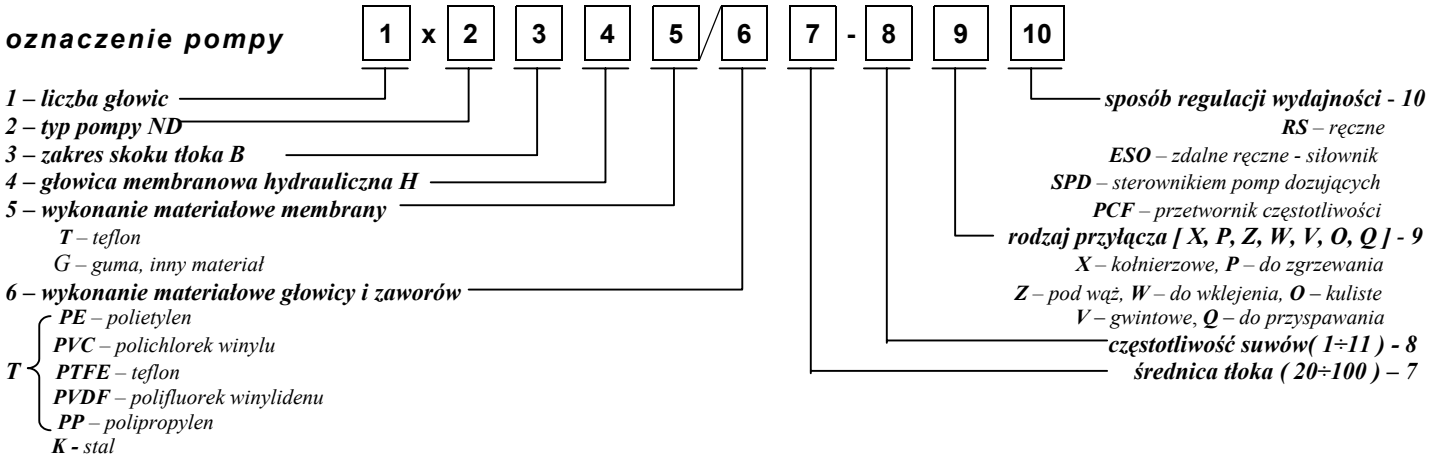 oznaczenie pompy 1 x 2 3 4 5 / 6 7 - 8 9 10
1 – liczba głowic
2 – typ pompy ND
3 – zakres skoku tłoka B
4 – głowica membranowa hydrauliczna H
5 – wykonanie materiałowe membrany
T – teflon
G – guma, inny materiał
6 – wykonanie materiałowe głowicy i zaworów
PE – polietylen
PVC – polichlorek winylu
T PTFE – teflon
PVDF – polifluorek winylidenu
PP – polipropylen
K - stal
sposób regulacji wydajności - 10
RS – ręczne
ESO – zdalne ręczne - siłownik
SPD – sterownikiem pomp dozujących
PCF – przetwornik częstotliwości
rodzaj przyłącza [ X, P, Z, W, V, O, Q ] - 9
X – kołnierzowe, P – do zgrzewania
Z – pod wąż, W – do wklejenia, O – kuliste
V – gwintowe, Q – do przyspawania
częstotliwość suwów( 1÷11 ) - 8
średnica tłoka ( 20÷100 ) – 7